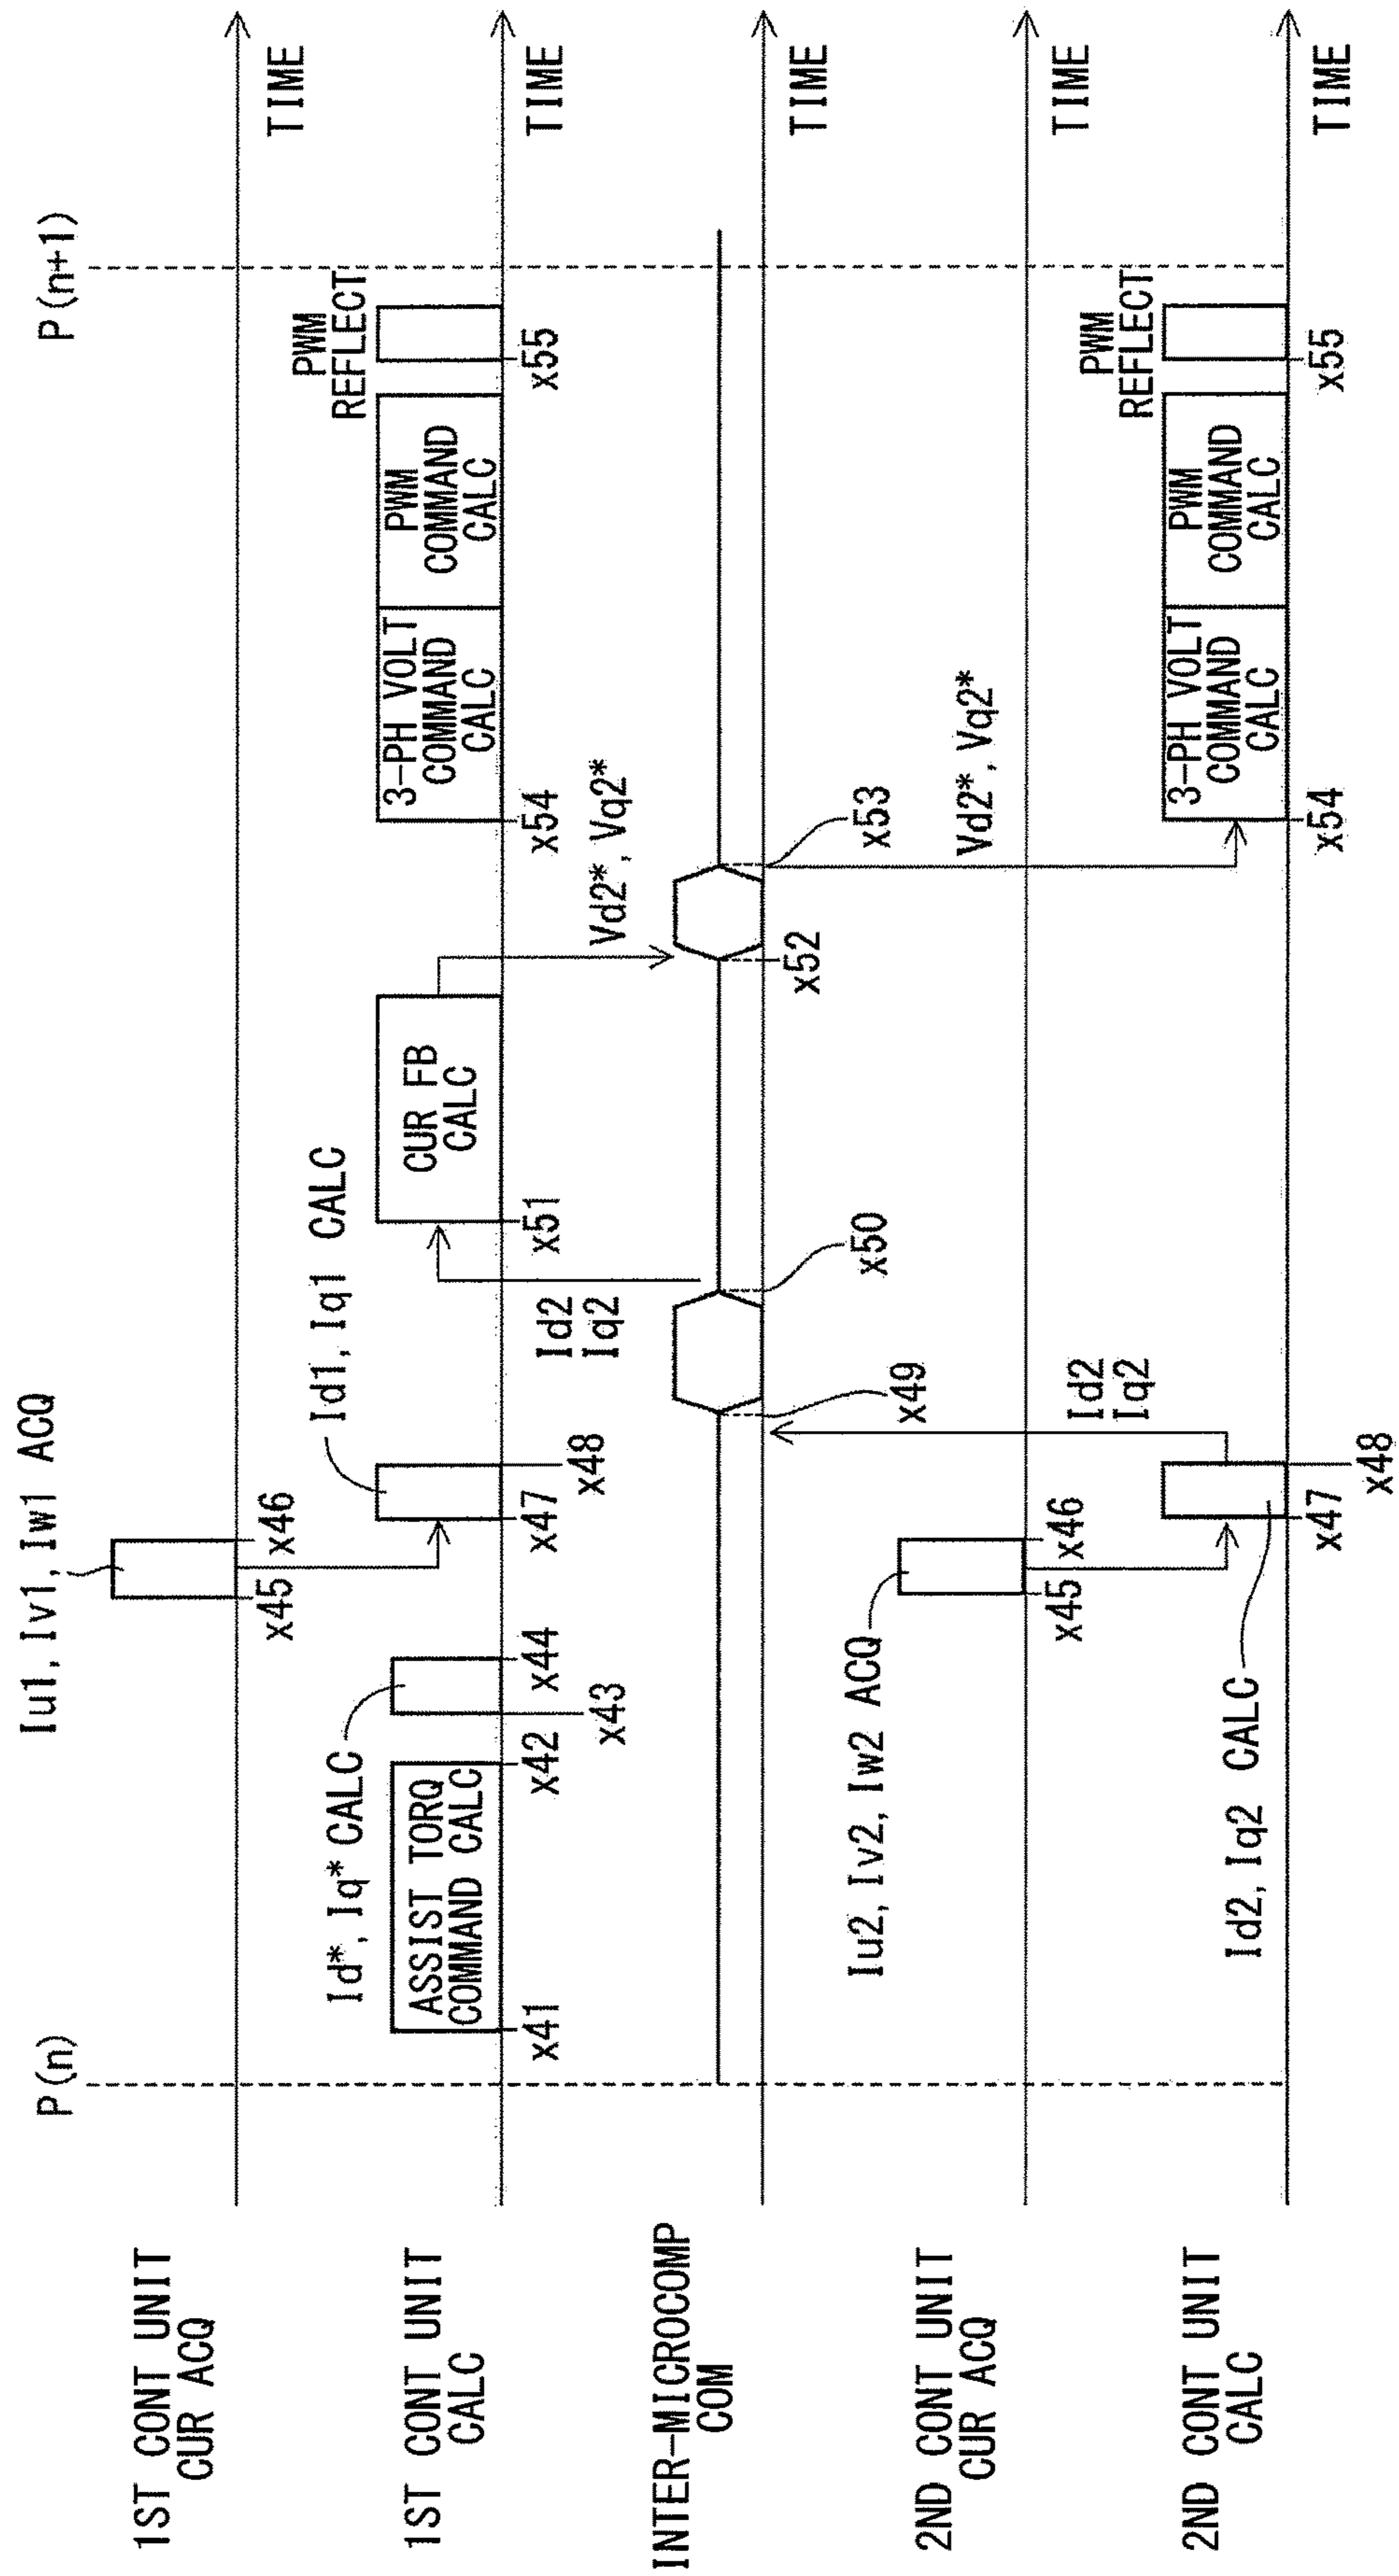 P(n)
P(n+1)
1ST CONT UNIT
CUR ACQ
Iu1, Iv1, Iw1 ACQ
x45
x46
TIME
1ST CONT UNIT
CALC
ASSIST TORQ
COMMAND CALC
x41
x42
Id*, Iq* CALC
x43
x44
Id1, Iq1 CALC
x47
x48
CUR FB
CALC
x51
3-PH VOLT
COMMAND
CALC
x54
PWM
COMMAND
CALC
PWM
REFLECT
x55
TIME
INTER-MICROCOMP
COM
Id2
Iq2
x49
x50
Vd2*, Vq2*
x52
x53
TIME
2ND CONT UNIT
CUR ACQ
Iu2, Iv2, Iw2 ACQ
x45
x46
Id2
Iq2
Vd2*, Vq2*
TIME
2ND CONT UNIT
CALC
Id2, Iq2 CALC
x47
x48
3-PH VOLT
COMMAND
CALC
x54
PWM
COMMAND
CALC
PWM
REFLECT
x55
TIME